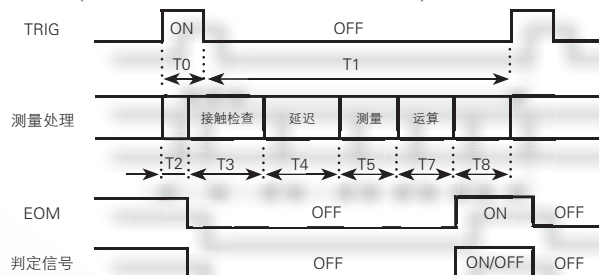 TRIG ON OFF
T0 T1
测量处理 接触检查 延迟 测量 运算
T2 T3 T4 T5 T7 T8
EOM OFF ON OFF
判定信号 OFF ON/OFF OFF